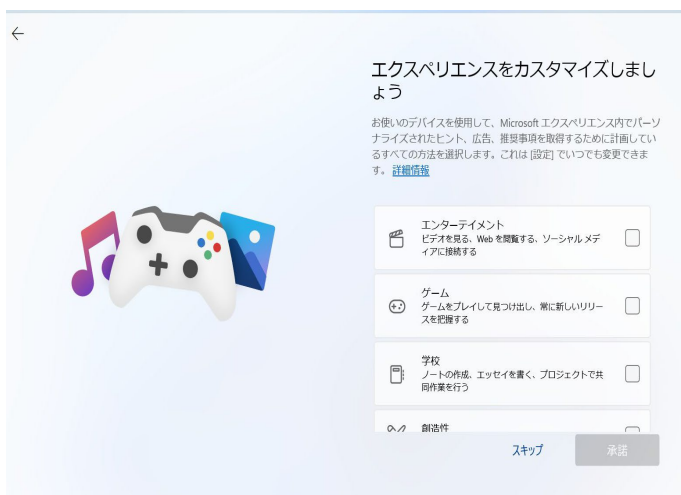 エクスペリエンスをカスタマイズしまし
ょう
お使いのデバイスを使用して、Microsoft エクスペリエンス内でパーソ
ナライズされたヒント、広告、推奨事項を取得するために計画してい
るすべての方法を選択します。これは [設定] でいつでも変更できま
す。 詳細情報
エンターテイメント
ビデオを見る、Web を閲覧する、ソーシャル メデ
ィアに接続する
ゲーム
ゲームをプレイして見つけ出し、常に新しいリリー
スを把握する
学校
ノートの作成、エッセイを書く、プロジェクトで共
同作業を行う
創造性
スキップ
承諾